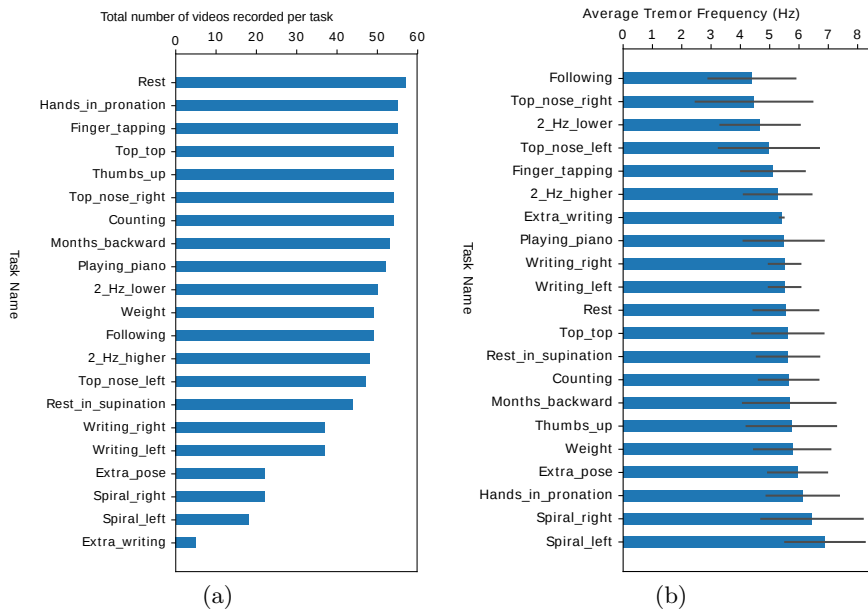 Total number of videos recorded per task
0 10 20 30 40 50 60
Rest
Hands_in_pronation
Finger_tapping
Top_top
Thumbs_up
Top_nose_right
Counting
Months_backward
Playing_piano
2_Hz_lower
Weight
Following
2_Hz_higher
Top_nose_left
Rest_in_supination
Writing_right
Writing_left
Extra_pose
Spiral_right
Spiral_left
Extra_writing
Task Name
(a)
Average Tremor Frequency (Hz)
0 1 2 3 4 5 6 7 8
Following
Top_nose_right
2_Hz_lower
Top_nose_left
Finger_tapping
2_Hz_higher
Extra_writing
Playing_piano
Writing_right
Writing_left
Rest
Top_top
Rest_in_supination
Counting
Months_backward
Thumbs_up
Weight
Extra_pose
Hands_in_pronation
Spiral_right
Spiral_left
Task Name
(b)